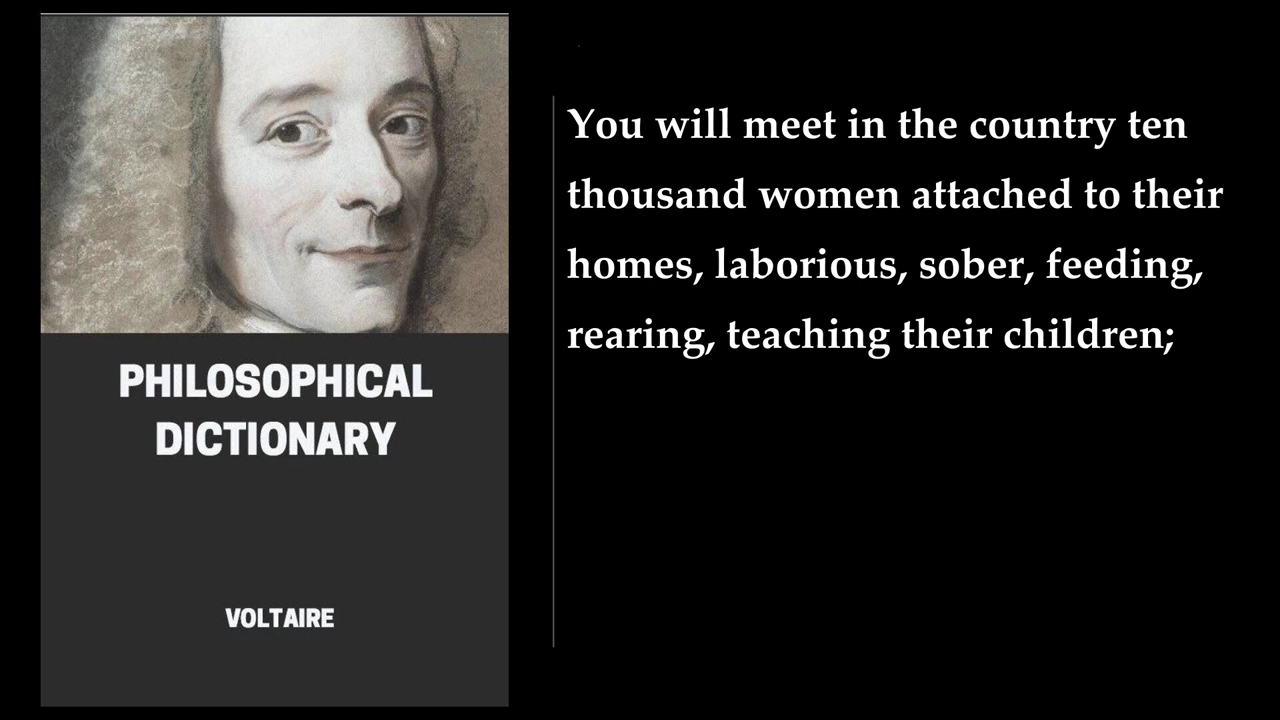 PHILOSOPHICAL
DICTIONARY
VOLTAIRE
You will meet in the country ten
thousand women attached to their
homes, laborious, sober, feeding,
rearing, teaching their children;